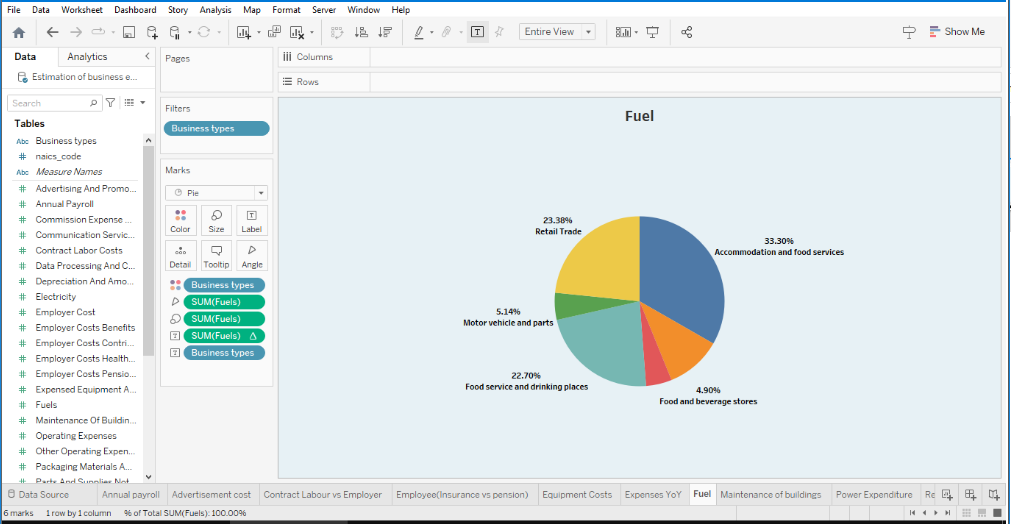 File Data Worksheet Dashboard Story Analysis Map Format Server Window Help
Entire View
Show Me
Data Analytics
Estimation of business e...
Search
Tables
Abc Business types
# naics_code
Abc Measure Names
# Advertising And Promo...
# Annual Payroll
# Commission Expense ...
# Communication Servic...
# Contract Labor Costs
# Data Processing And C...
# Depreciation And Amo...
# Electricity
# Employer Cost
# Employer Costs Benefits
# Employer Costs Contri...
# Employer Costs Health...
# Employer Costs Pensio...
# Expensed Equipment A...
# Fuels
# Maintenance Of Buildin...
# Operating Expenses
# Other Operating Expen...
# Packaging Materials A...
# Parts And Supplies Not
Pages
Filters
Business types
Marks
Pie
Color Size Label
Detail Tooltip Angle
Business types
SUM(Fuels)
SUM(Fuels)
SUM(Fuels) Δ
Business types
Columns
Rows
Fuel
23.38%
Retail Trade
33.30%
Accommodation and food services
5.14%
Motor vehicle and parts
22.70%
Food service and drinking places
4.90%
Food and beverage stores
Data Source Annual payroll Advertisement cost Contract Labour vs Employer Employee(Insurance vs pension) Equipment Costs Expenses YoY Fuel Maintenance of buildings Power Expenditure Re
6 marks 1 row by 1 column % of Total SUM(Fuels): 100.00%